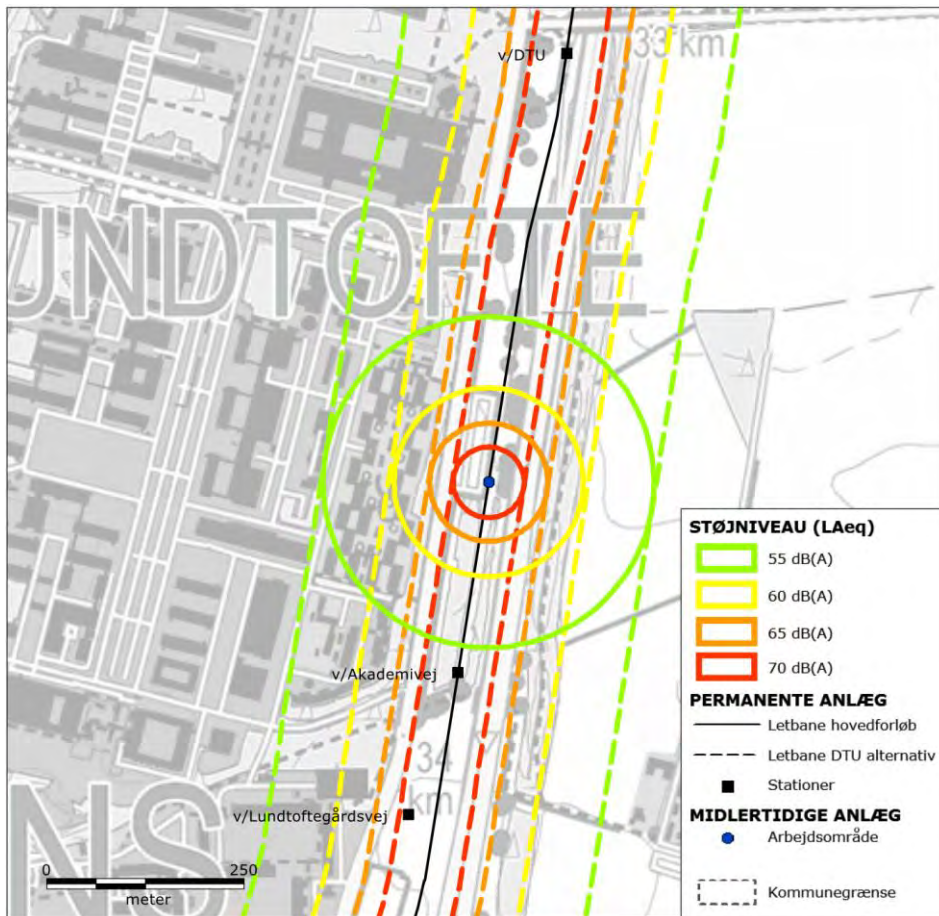 v/DTU
33 km
UNDTOFTE
v/Akademivej
34
km
v/Lundtoftegårdsvej
NS
0 250
meter
STØJNIVEAU (LAeq)
55 dB(A)
60 dB(A)
65 dB(A)
70 dB(A)
PERMANENTE ANLÆG
Letbane hovedforløb
Letbane DTU alternativ
Stationer
MIDLERTIDIGE ANLÆG
Arbejdsområde
Kommunegrænse